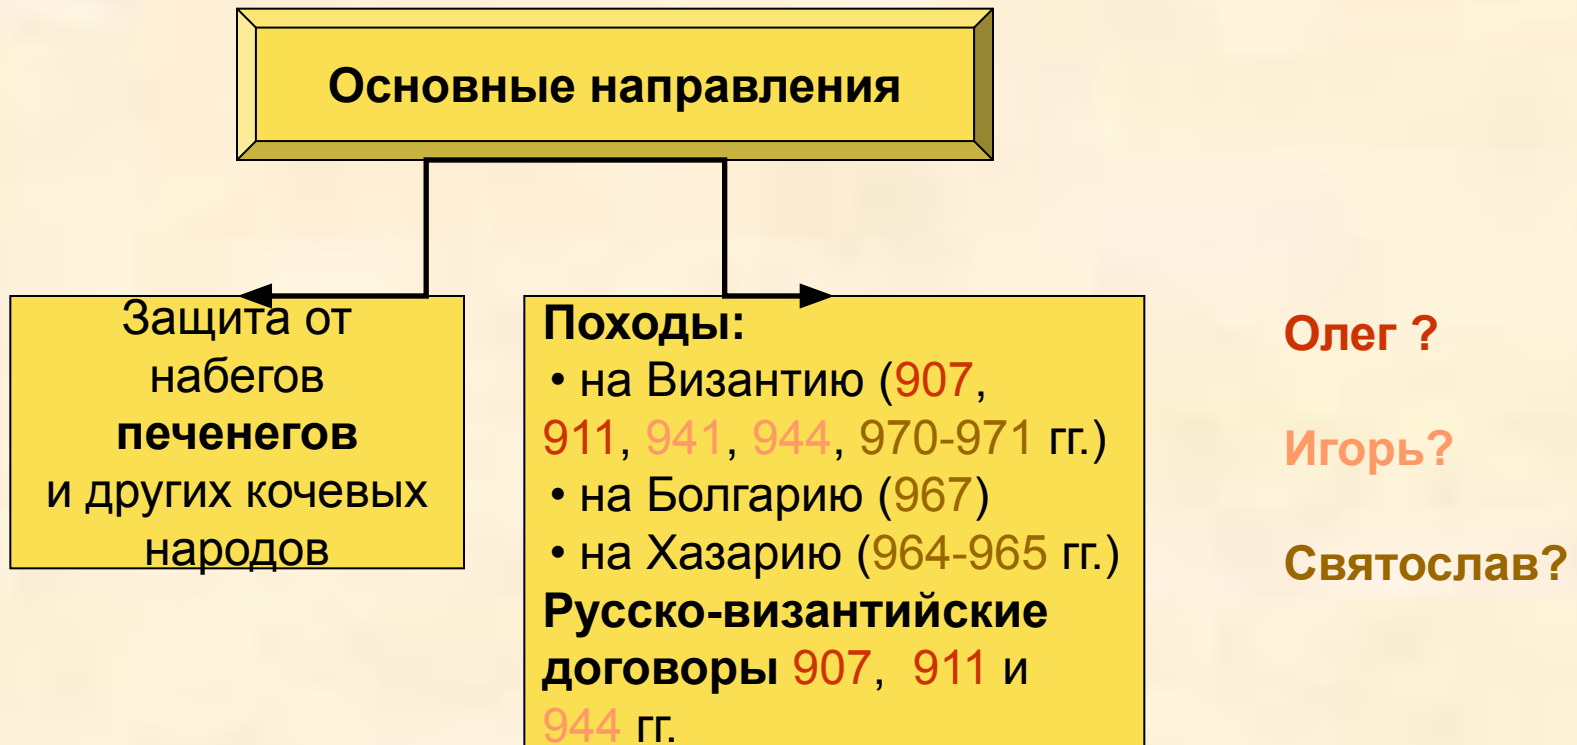 Основные направления
Защита от
набегов
печенегов
и других кочевых
народов
Походы:
• на Византию (907,
911, 941, 944, 970-971 гг.)
• на Болгарию (967)
• на Хазарию (964-965 гг.)
Русско-византийские
договоры 907, 911 и
944 гг.
Олег ?
Игорь?
Святослав?